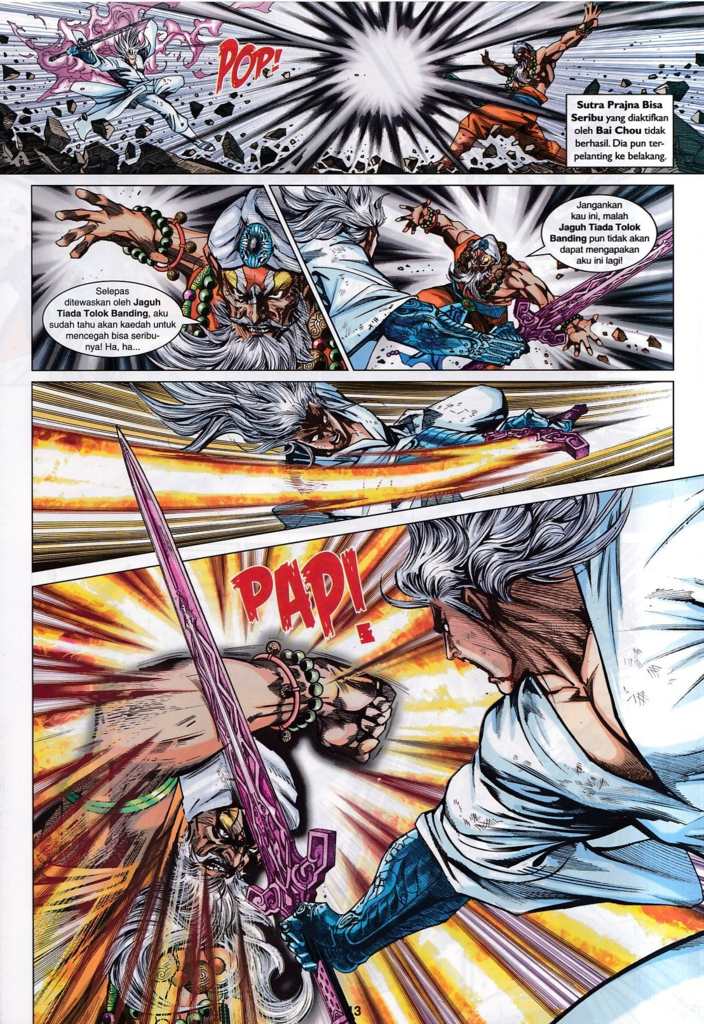 POP!
Sutra Prajna Bisa
Seribu yang diaktifkan
oleh Bai Chou tidak
berhasil. Dia pun ter-
pelanting ke belakang.
Selepas
ditewaskan oleh Jaguh
Tiada Tolok Banding, aku
sudah tahu akan kaedah untuk
mencegah bisa seribu-
nya! Ha, ha...
Jangankan
kau ini, malah
Jaguh Tiada Tolok
Banding pun tidak akan
dapat mengapakan
aku ini lagi!
PAP!